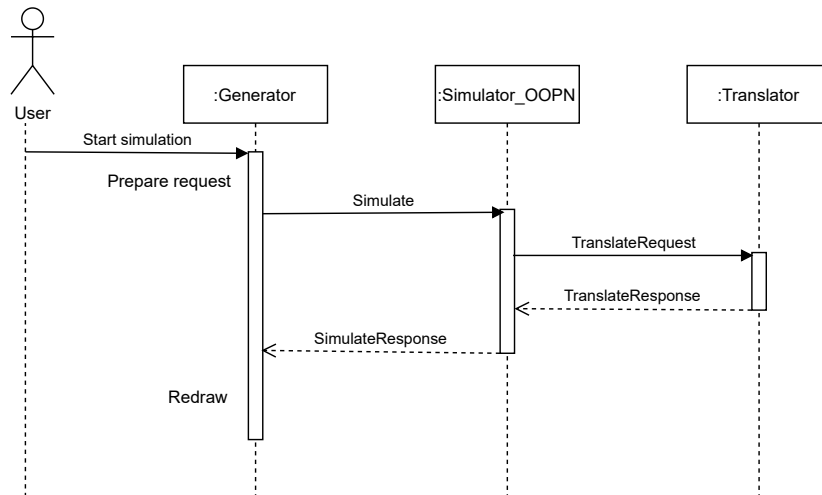 User
:Generator
:Simulator_OOPN
:Translator
Start simulation
Prepare request
Simulate
TranslateRequest
TranslateResponse
SimulateResponse
Redraw